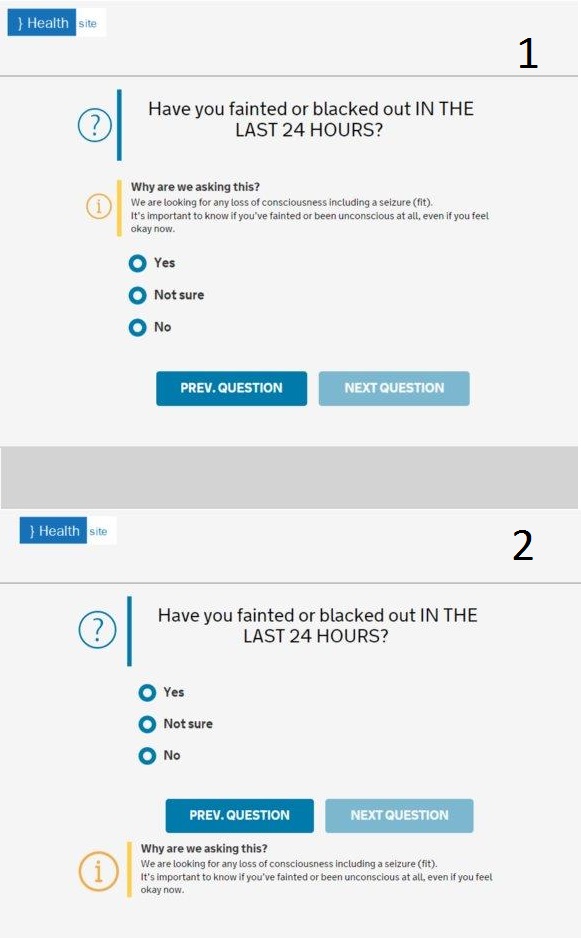 } Health site
1
?
Have you fainted or blacked out IN THE
LAST 24 HOURS?
i
Why are we asking this?
We are looking for any loss of consciousness including a seizure (fit).
It's important to know if you've fainted or been unconscious at all, even if you feel
okay now.
Yes
Not sure
No
PREV. QUESTION NEXT QUESTION
} Health site
2
?
Have you fainted or blacked out IN THE
LAST 24 HOURS?
Yes
Not sure
No
PREV. QUESTION NEXT QUESTION
i
Why are we asking this?
We are looking for any loss of consciousness including a seizure (fit).
It's important to know if you've fainted or been unconscious at all, even if you feel
okay now.